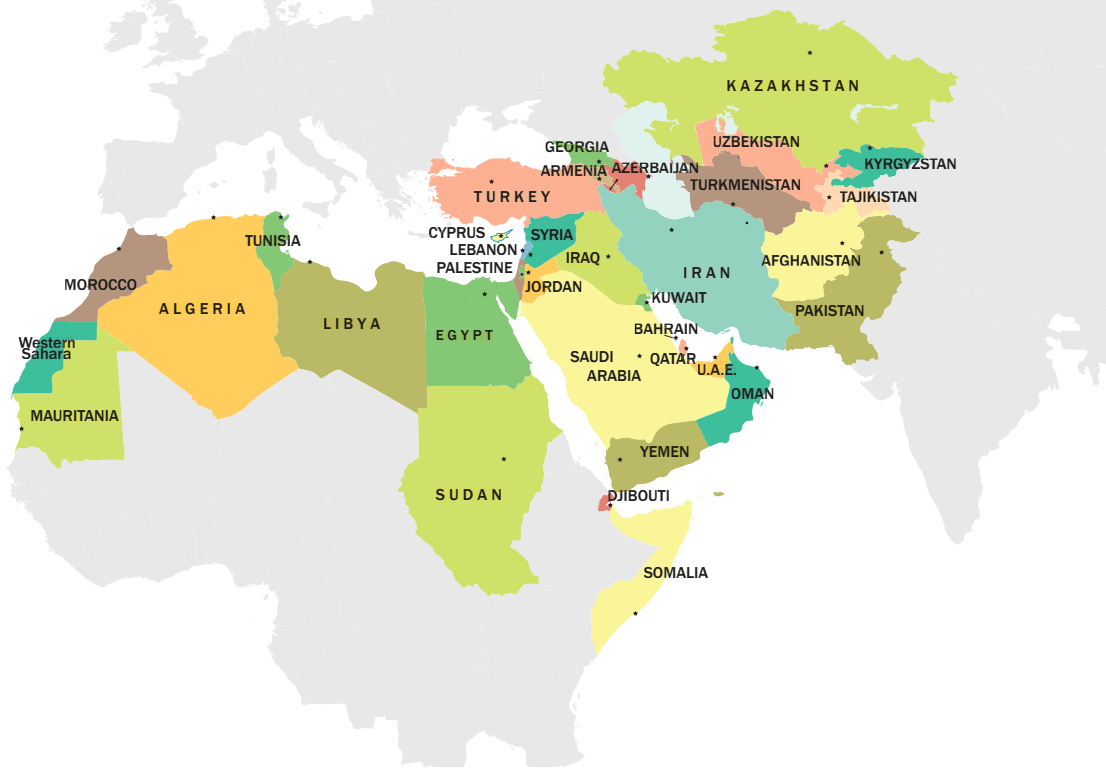 KAZAKHSTAN
UZBEKISTAN
GEORGIA
KYRGYZSTAN
ARMENIA
AZERBAIJAN
TURKMENISTAN
TAJIKISTAN
TURKEY
CYPRUS
SYRIA
TUNISIA
LEBANON
IRAQ
AFGHANISTAN
PALESTINE
IRAN
MOROCCO
JORDAN
KUWAIT
ALGERIA
PAKISTAN
LIBYA
BAHRAIN
EGYPT
Western
Sahara
SAUDI
ARABIA
QATAR
U.A.E.
OMAN
MAURITANIA
YEMEN
SUDAN
DJIBOUTI
SOMALIA